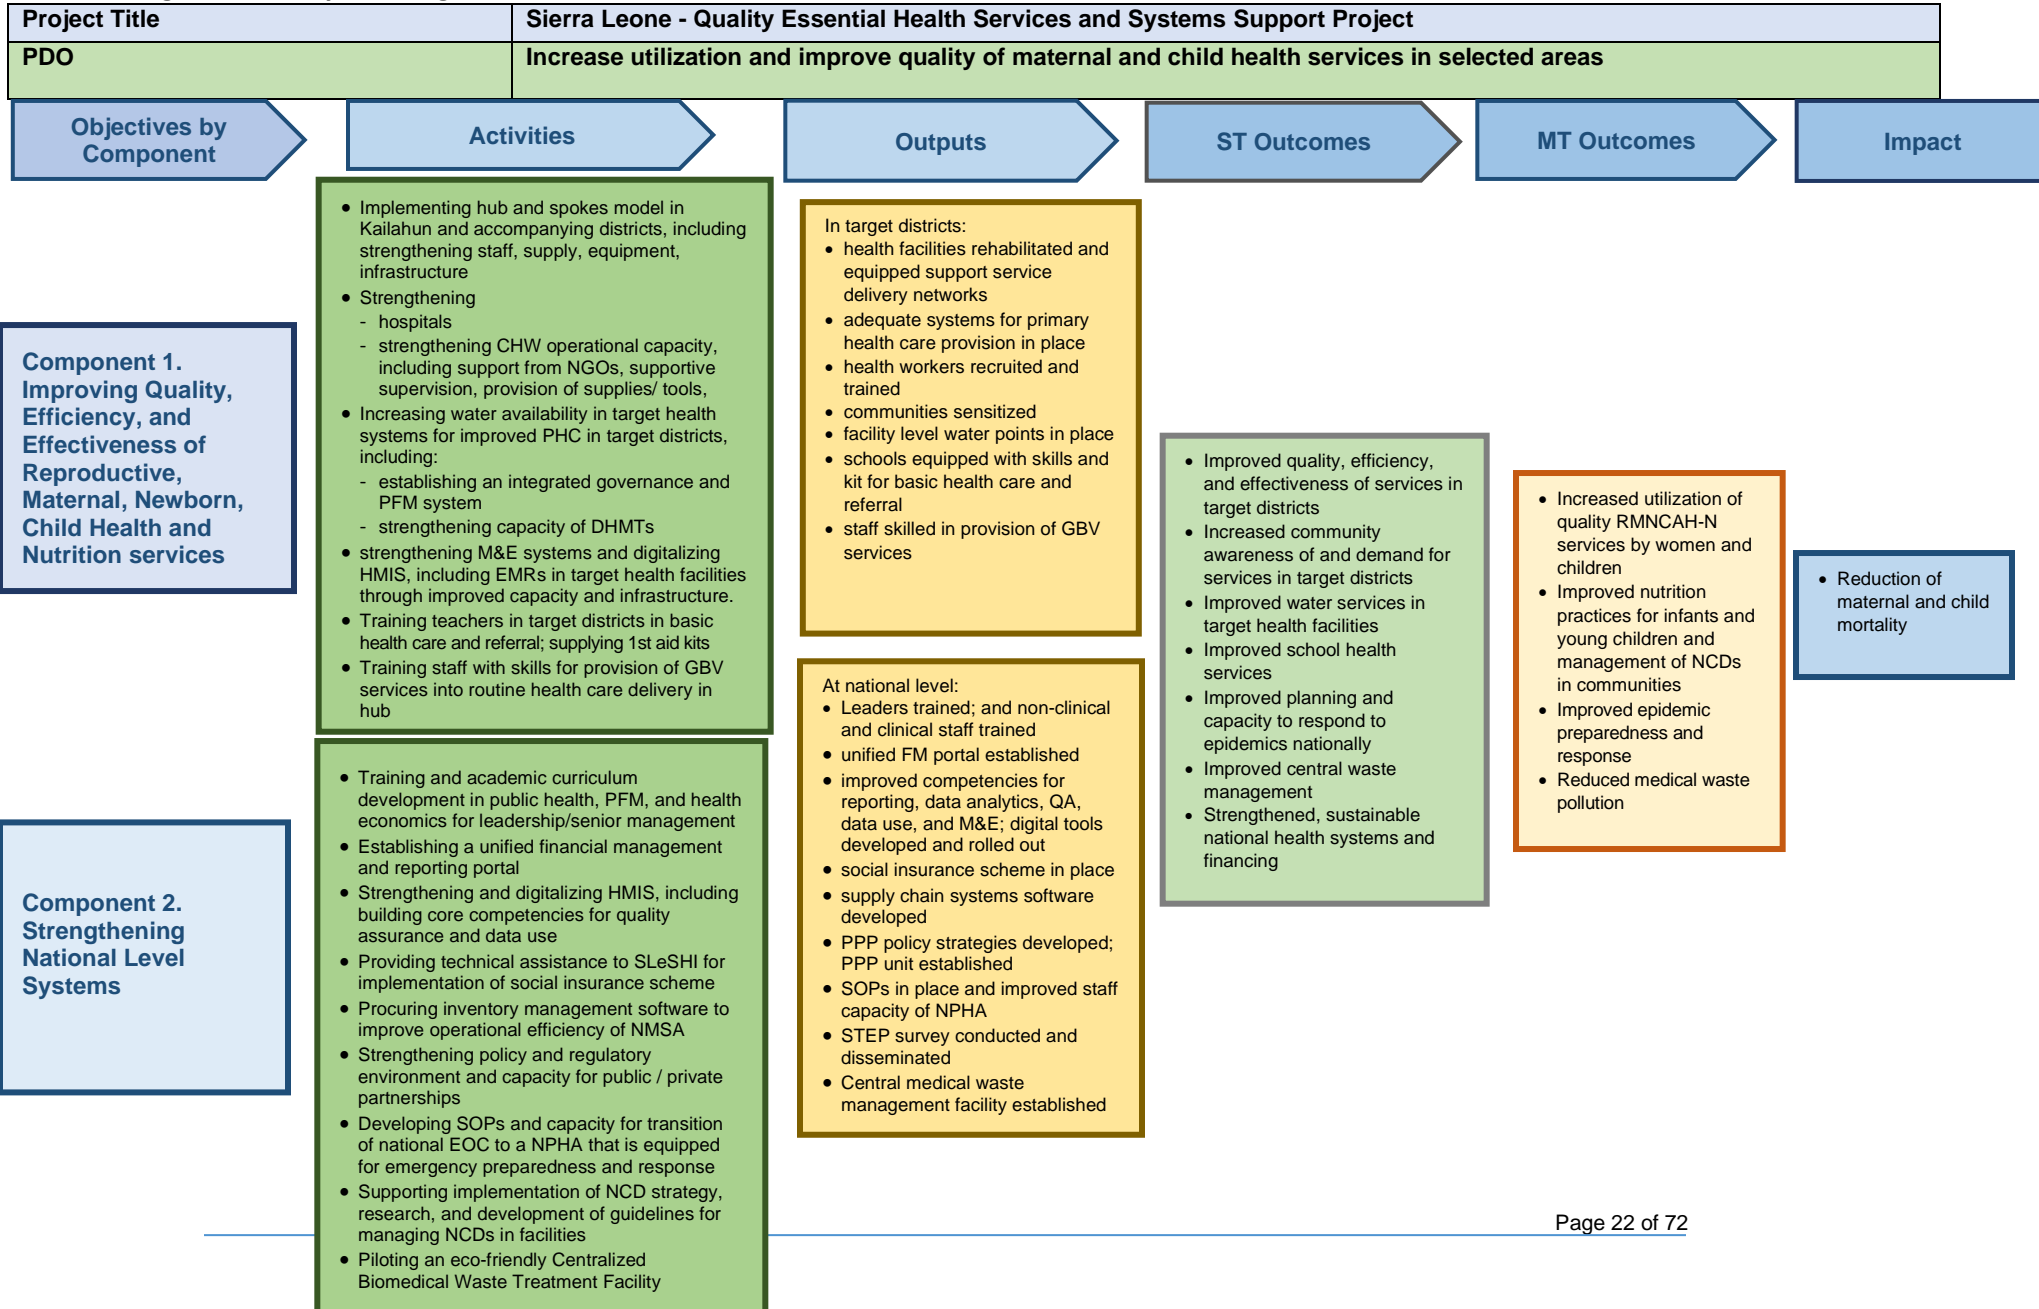 Project Title
Sierra Leone - Quality Essential Health Services and Systems Support Project
PDO
Increase utilization and improve quality of maternal and child health services in selected areas
Objectives by
Component
Activities
Outputs
ST Outcomes
MT Outcomes
Impact
Component 1.
Improving Quality,
Efficiency, and
Effectiveness of
Reproductive,
Maternal, Newborn,
Child Health and
Nutrition services
• Implementing hub and spokes model in
Kailahun and accompanying districts, including
strengthening staff, supply, equipment,
infrastructure
• Strengthening
- hospitals
- strengthening CHW operational capacity,
including support from NGOs, supportive
supervision, provision of supplies/ tools,
• Increasing water availability in target health
systems for improved PHC in target districts,
including:
- establishing an integrated governance and
PFM system
- strengthening capacity of DHMTs
• strengthening M&E systems and digitalizing
HMIS, including EMRs in target health facilities
through improved capacity and infrastructure.
• Training teachers in target districts in basic
health care and referral; supplying 1st aid kits
• Training staff with skills for provision of GBV
services into routine health care delivery in
hub
In target districts:
• health facilities rehabilitated and
equipped support service
delivery networks
• adequate systems for primary
health care provision in place
• health workers recruited and
trained
• communities sensitized
• facility level water points in place
• schools equipped with skills and
kit for basic health care and
referral
• staff skilled in provision of GBV
services
Component 2.
Strengthening
National Level
Systems
• Training and academic curriculum
development in public health, PFM, and health
economics for leadership/senior management
• Establishing a unified financial management
and reporting portal
• Strengthening and digitalizing HMIS, including
building core competencies for quality
assurance and data use
• Providing technical assistance to SLeSHI for
implementation of social insurance scheme
• Procuring inventory management software to
improve operational efficiency of NMSA
• Strengthening policy and regulatory
environment and capacity for public / private
partnerships
• Developing SOPs and capacity for transition
of national EOC to a NPHA that is equipped
for emergency preparedness and response
• Supporting implementation of NCD strategy,
research, and development of guidelines for
managing NCDs in facilities
• Piloting an eco-friendly Centralized
Biomedical Waste Treatment Facility
At national level:
• Leaders trained; and non-clinical
and clinical staff trained
• unified FM portal established
• improved competencies for
reporting, data analytics, QA,
data use, and M&E; digital tools
developed and rolled out
• social insurance scheme in place
• supply chain systems software
developed
• PPP policy strategies developed;
PPP unit established
• SOPs in place and improved staff
capacity of NPHA
• STEP survey conducted and
disseminated
• Central medical waste
management facility established
• Improved quality, efficiency,
and effectiveness of services in
target districts
• Increased community
awareness of and demand for
services in target districts
• Improved water services in
target health facilities
• Improved school health
services
• Improved planning and
capacity to respond to
epidemics nationally
• Improved central waste
management
• Strengthened, sustainable
national health systems and
financing
• Increased utilization of
quality RMNCAH-N
services by women and
children
• Improved nutrition
practices for infants and
young children and
management of NCDs
in communities
• Improved epidemic
preparedness and
response
• Reduced medical waste
pollution
• Reduction of
maternal and child
mortality
Page 22 of 72